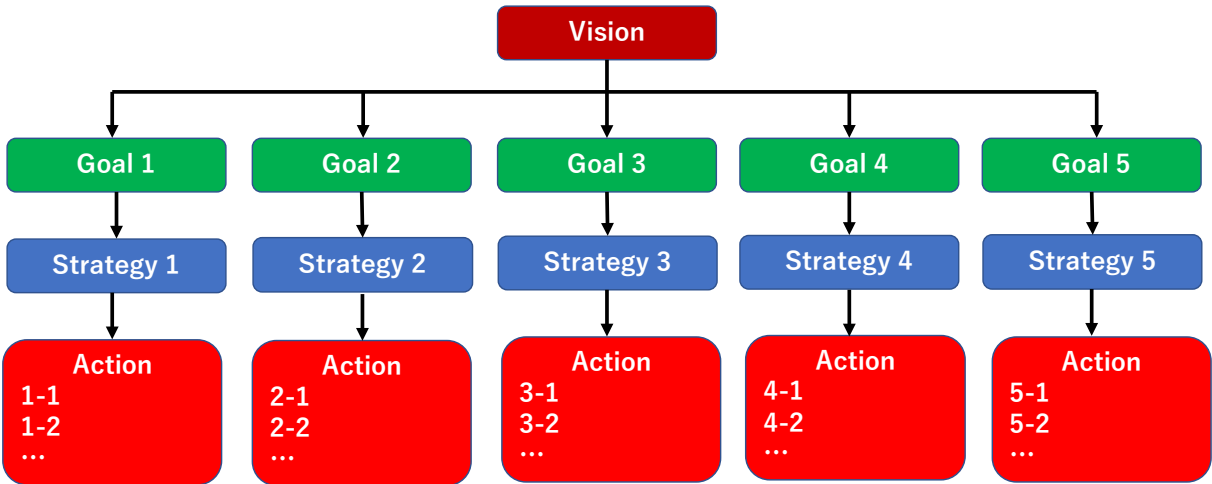 Vision
Goal 1
Goal 2
Goal 3
Goal 4
Goal 5
Strategy 1
Strategy 2
Strategy 3
Strategy 4
Strategy 5
Action
1-1
1-2
...
Action
2-1
2-2
...
Action
3-1
3-2
...
Action
4-1
4-2
...
Action
5-1
5-2
...